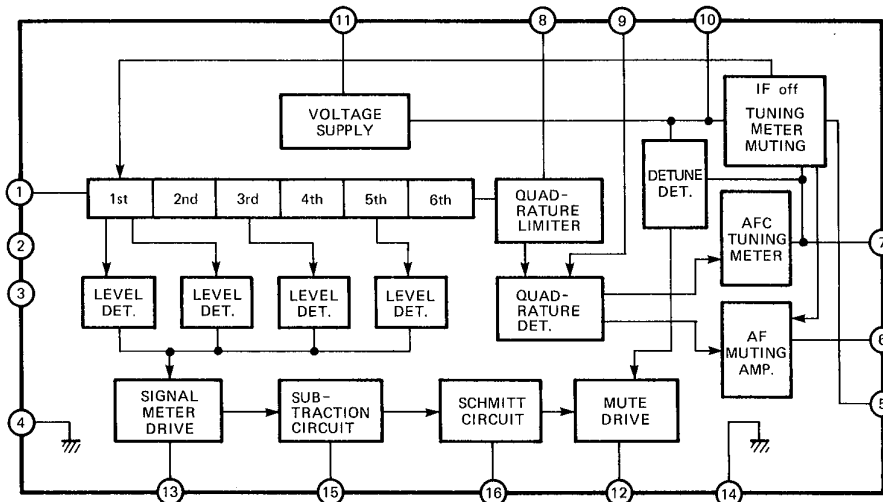 11
8
9
10
VOLTAGE
SUPPLY
IF off
TUNING
METER
MUTING
1
1st
2nd
3rd
4th
5th
6th
QUAD-
RATURE
LIMITER
DETUNE
DET.
2
3
LEVEL
DET.
LEVEL
DET.
LEVEL
DET.
LEVEL
DET.
QUAD-
RATURE
DET.
AFC
TUNING
METER
7
AF
MUTING
AMP.
6
5
4
SIGNAL
METER
DRIVE
SUB-
TRACTION
CIRCUIT
SCHMITT
CIRCUIT
MUTE
DRIVE
13
15
16
12
14